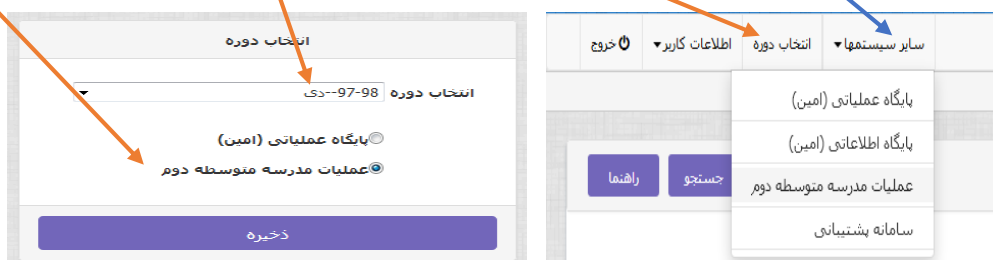 سایر سیستمها
انتخاب دوره
اطلاعات کاربر
خروج
پایگاه عملیاتی (امین)
پایگاه اطلاعاتی (امین)
عملیات مدرسه متوسطه دوم
سامانه پشتیبانی
جستجو
راهنما
انتخاب دوره
انتخاب دوره 97-98--دی
پایگاه عملیاتی (امین)
عملیات مدرسه متوسطه دوم
ذخیره